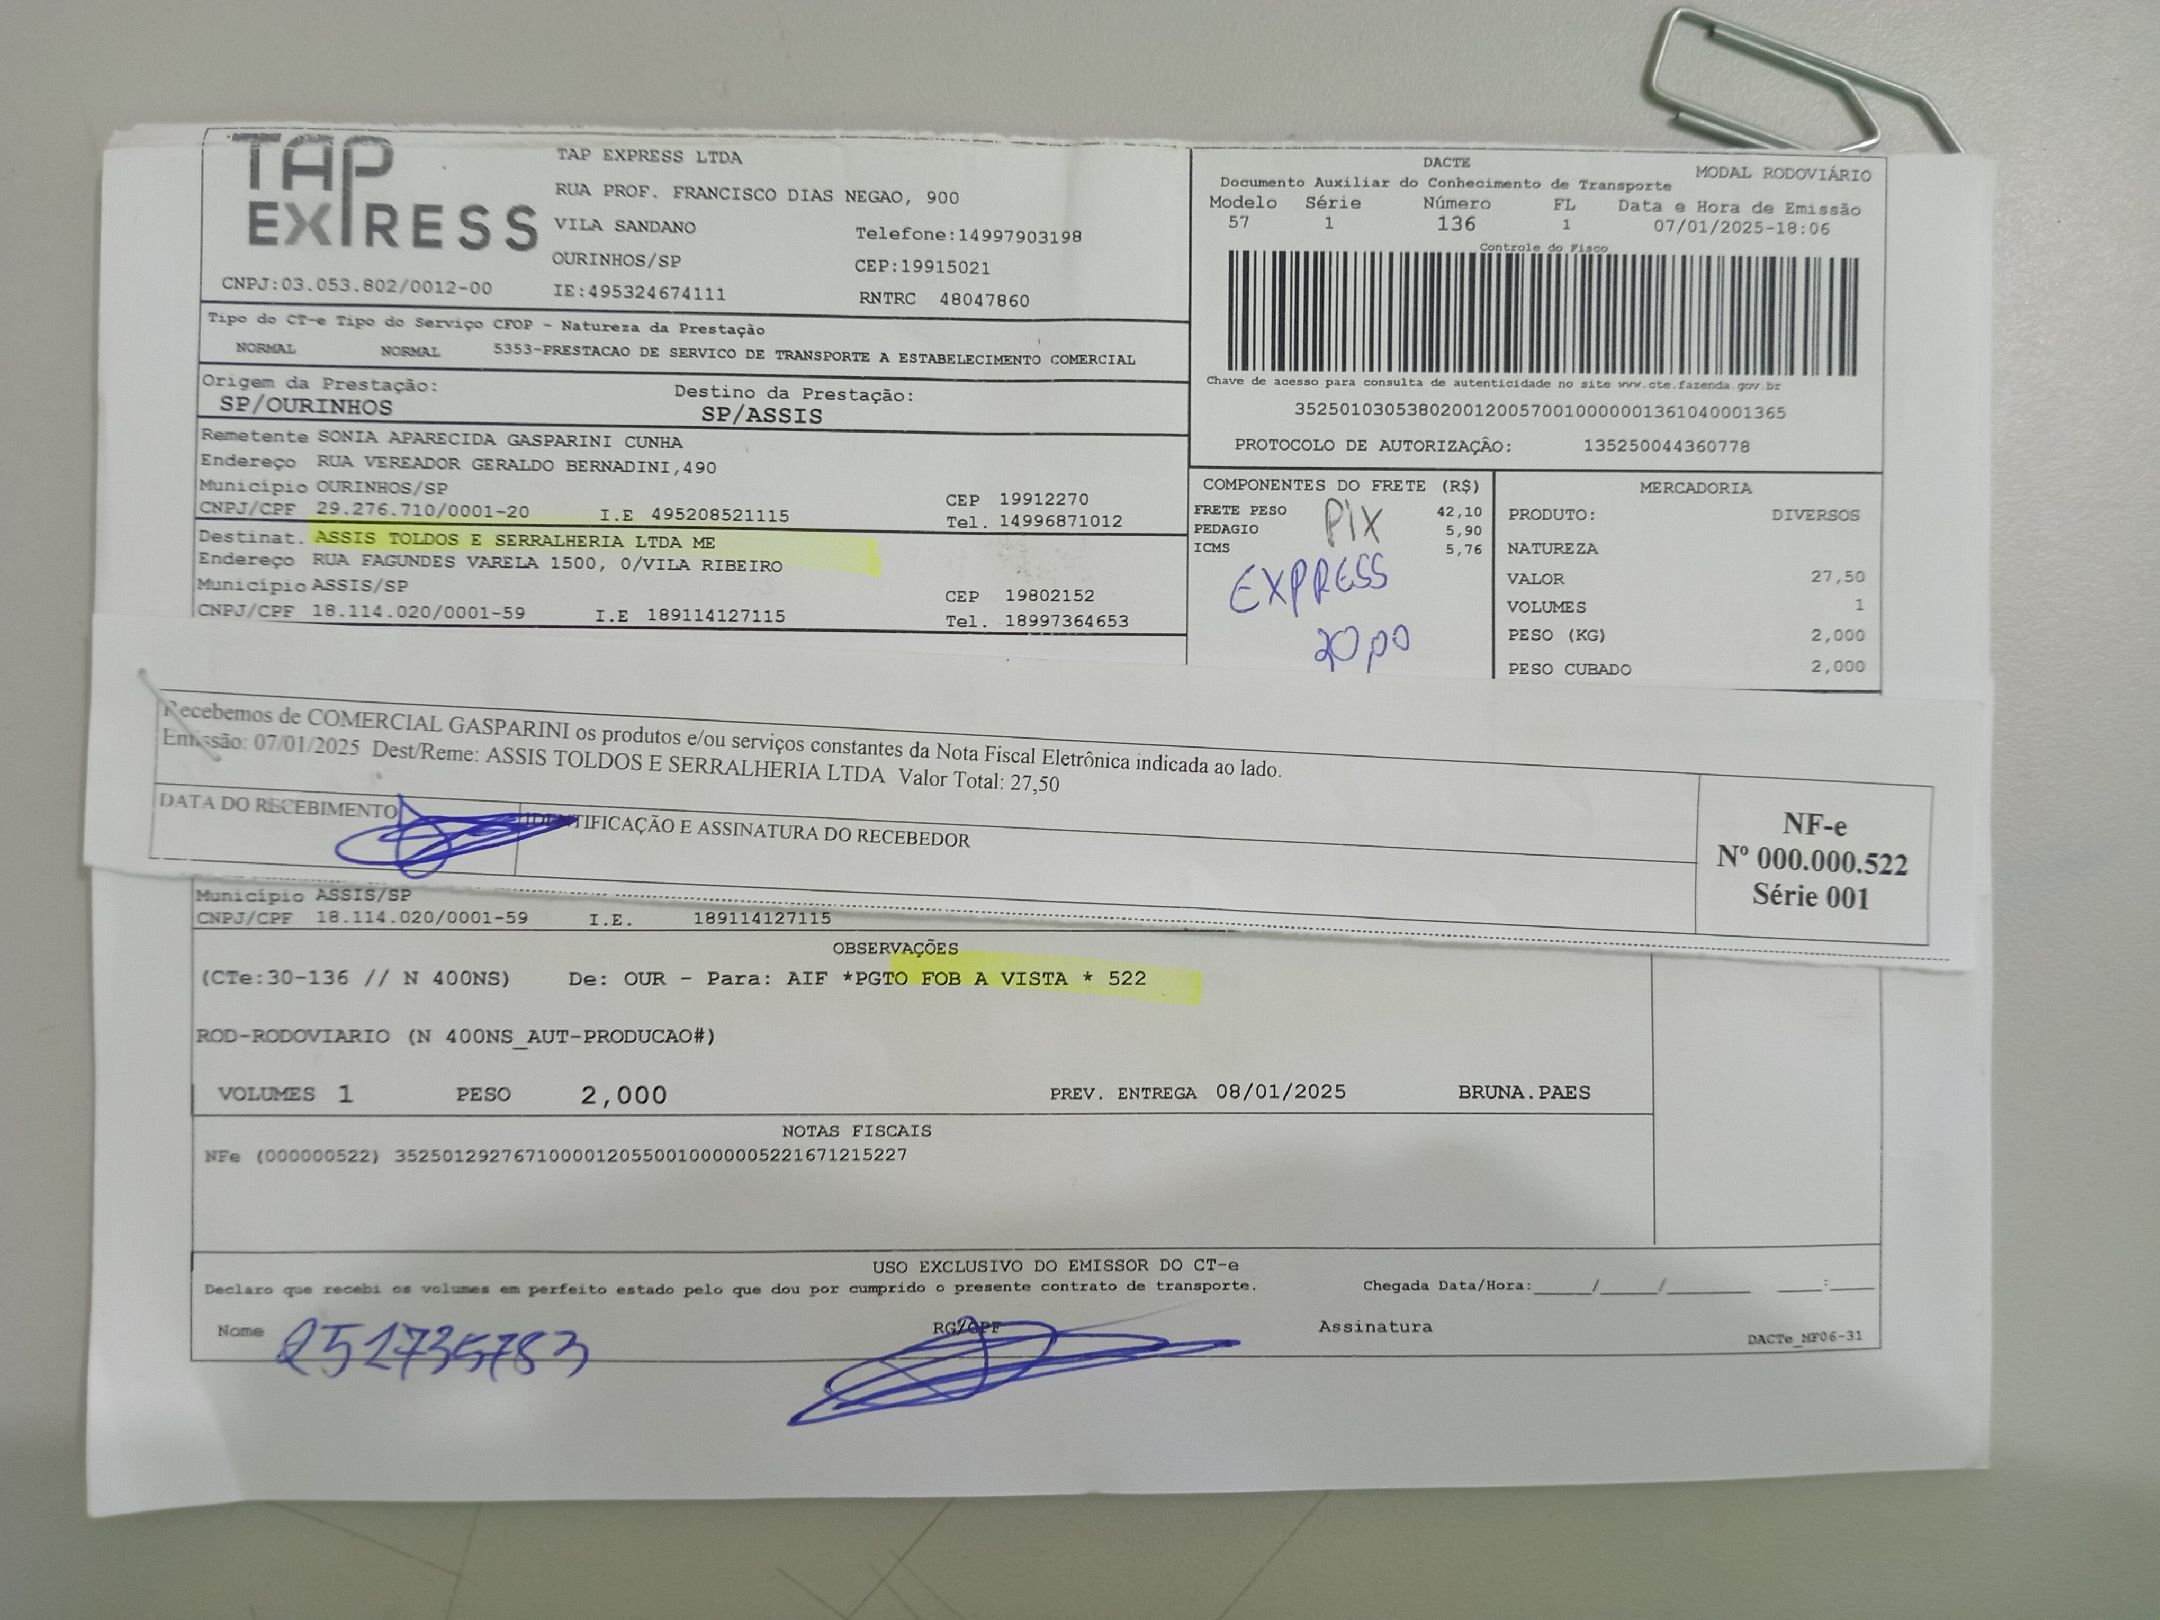 TAP EXPRESS
TAP EXPRESS LTDA
RUA PROF. FRANCISCO DIAS NEGAO, 900
VILA SANDANO
Telefone:14997903198
OURINHOS/SP
CEP:19915021
CNPJ:03.053.802/0012-00
IE:495324674111
RNTRC 48047860
DACTE
MODAL RODOVIÁRIO
Documento Auxiliar do Conhecimento de Transporte
Modelo Série Número FL Data e Hora de Emissão
57 1 136 1 07/01/2025-18:06
Controle do Fisco
Chave de acesso para consulta de autenticidade no site www.cte.fazenda.gov.br
35250103053802001200570010000001361040001365
PROTOCOLO DE AUTORIZAÇÃO: 135250044360778
Tipo do CT-e Tipo do Serviço CFOP - Natureza da Prestação
NORMAL NORMAL 5353-PRESTACAO DE SERVICO DE TRANSPORTE A ESTABELECIMENTO COMERCIAL
Origem da Prestação: Destino da Prestação:
SP/OURINHOS SP/ASSIS
Remetente SONIA APARECIDA GASPARINI CUNHA
Endereço RUA VEREADOR GERALDO BERNADINI,490
Município OURINHOS/SP CEP 19912270
CNPJ/CPF 29.276.710/0001-20 I.E 495208521115 Tel. 14996871012
Destinat. ASSIS TOLDOS E SERRALHERIA LTDA ME
Endereço RUA FAGUNDES VARELA 1500, 0/VILA RIBEIRO
Município ASSIS/SP CEP 19802152
CNPJ/CPF 18.114.020/0001-59 I.E 189114127115 Tel. 18997364653
COMPONENTES DO FRETE (R$)
FRETE PESO 42,10
PEDAGIO 5,90
ICMS 5,76
PIX
EXPRESS
MERCADORIA
PRODUTO: DIVERSOS
NATUREZA
VALOR 27,50
VOLUMES 1
PESO (KG) 2,000
PESO CUBADO 2,000
Recebemos de COMERCIAL GASPARINI os produtos e/ou serviços constantes da Nota Fiscal Eletrônica indicada ao lado.
Emissão: 07/01/2025 Dest/Reme: ASSIS TOLDOS E SERRALHERIA LTDA Valor Total: 27,50
DATA DO RECEBIMENTO
IDENTIFICAÇÃO E ASSINATURA DO RECEBEDOR
NF-e
Nº 000.000.522
Série 001
Município ASSIS/SP
CNPJ/CPF 18.114.020/0001-59 I.E. 189114127115
OBSERVAÇÕES
(CTe:30-136 // N 400NS) De: OUR - Para: AIF *PGTO FOB A VISTA * 522
ROD-RODOVIARIO (N 400NS_AUT-PRODUCAO#)
VOLUMES 1 PESO 2,000 PREV. ENTREGA 08/01/2025 BRUNA.PAES
NOTAS FISCAIS
NFe (000000522) 35250129276710000120550010000005221671215227
USO EXCLUSIVO DO EMISSOR DO CT-e
Declaro que recebi os volumes em perfeito estado pelo que dou por cumprido o presente contrato de transporte.
Chegada Data/Hora:_____/_____/_______ ____:____
Nome 251735783 RG/CPF Assinatura
DACTe_MF06-31